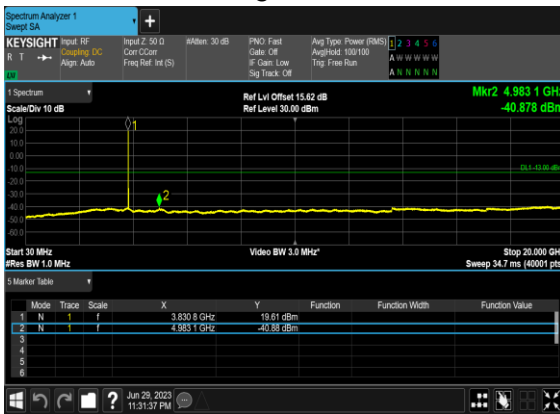 Spectrum Analyzer 1
Swept SA
KEYSIGHT Input: RF Input Z: 50 Ω #Atten: 30 dB PNO: Fast Avg Type: Power (RMS) 1 2 3 4 5 6
R T Coupling: DC Corr CCorr Gate: Off Avg|Hold: 100/100 A W W W W W
Align: Auto Freq Ref: Int (S) IF Gain: Low Trig: Free Run
Sig Track: Off A N N N N N
1 Spectrum Ref Lvl Offset 15.62 dB Mkr2 4.983 1 GHz
Scale/Div 10 dB Ref Level 30.00 dBm -40.878 dBm
Log
20.0 1
10.0
0.00
-10.0 DL1 -13.00 dBm
-20.0
-30.0 2
-40.0
-50.0
-60.0
Start 30 MHz Video BW 3.0 MHz* Stop 20.000 GHz
#Res BW 1.0 MHz Sweep 34.7 ms (40001 pts
5 Marker Table
Mode Trace Scale X Y Function Function Width Function Value
1 N 1 f 3.830 8 GHz 19.61 dBm
2 N 1 f 4.983 1 GHz -40.88 dBm
3
4
5
6
? Jun 29, 2023
11:31:37 PM